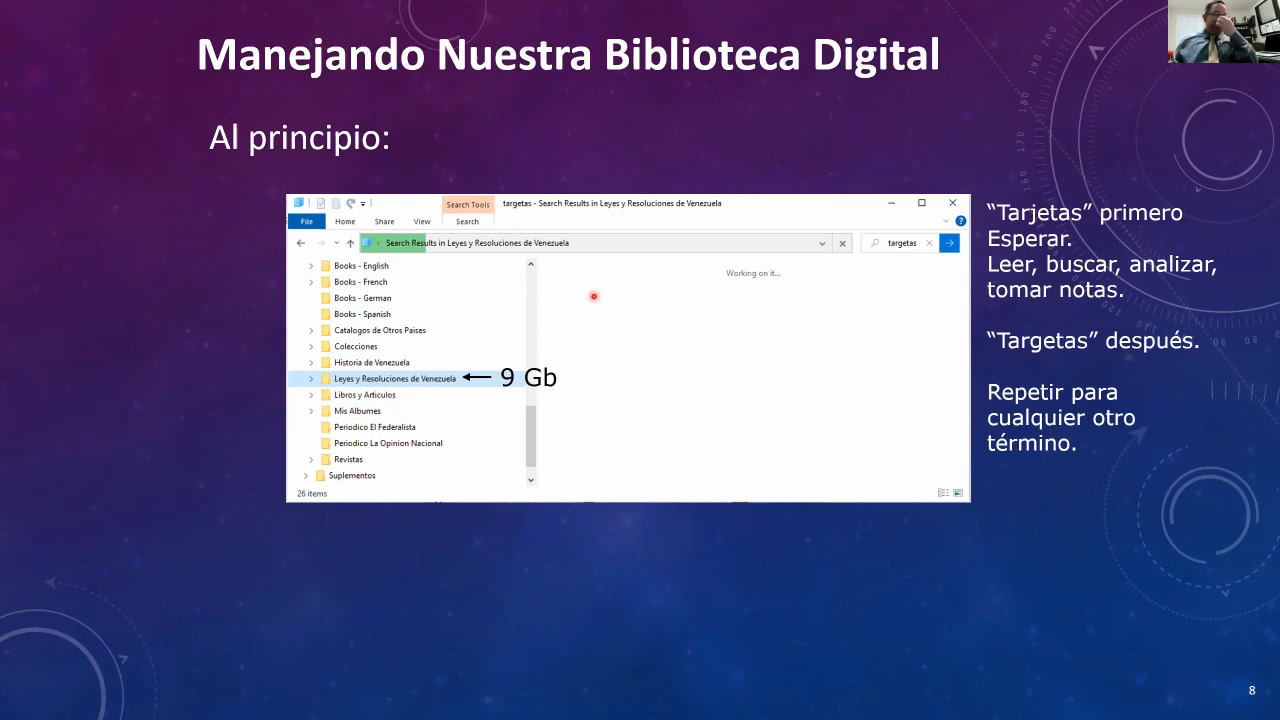 Manejando Nuestra Biblioteca Digital
Al principio:
Search Tools
targetas - Search Results in Leyes y Resoluciones de Venezuela
File Home Share View Search
Search Results in Leyes y Resoluciones de Venezuela
targetas
Books - English
Books - French
Books - German
Books - Spanish
Catalogos de Otros Paises
Colecciones
Historia de Venezuela
Leyes y Resoluciones de Venezuela
Libros y Articulos
Mis Albumes
Periodico El Federalista
Periodico La Opinion Nacional
Revistas
Suplementos
26 items
Working on it...
9 Gb
“Tarjetas” primero
Esperar.
Leer, buscar, analizar,
tomar notas.
“Targetas” después.
Repetir para
cualquier otro
término.
8